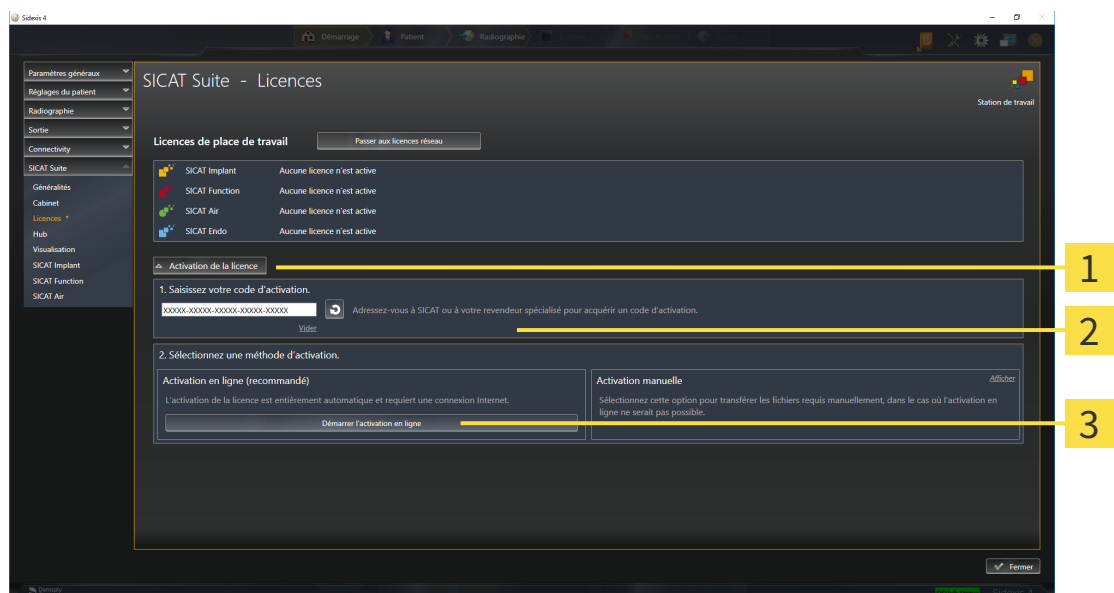 Sidexis 4
Démarrage
Patient
Radiographie
Station de travail
Paramètres généraux
Réglages du patient
Radiographie
Sortie
Connectivity
SICAT Suite
Généralités
Cabinet
Licences *
Hub
Visualisation
SICAT Implant
SICAT Function
SICAT Air
SICAT Suite - Licences
Licences de place de travail
Passer aux licences réseau
SICAT Implant Aucune licence n'est active
SICAT Function Aucune licence n'est active
SICAT Air Aucune licence n'est active
SICAT Endo Aucune licence n'est active
Activation de la licence
1
1. Saisissez votre code d'activation.
XXXXX-XXXXX-XXXXX-XXXXX-XXXXX
Adressez-vous à SICAT ou à votre revendeur spécialisé pour acquérir un code d'activation.
Vider
2
2. Sélectionnez une méthode d'activation.
Activation en ligne (recommandé)
L'activation de la licence est entièrement automatique et requiert une connexion Internet.
Démarrer l'activation en ligne
Activation manuelle
Afficher
Sélectionnez cette option pour transférer les fichiers requis manuellement, dans le cas où l'activation en
ligne ne serait pas possible.
3
Fermer
Sidexis 4